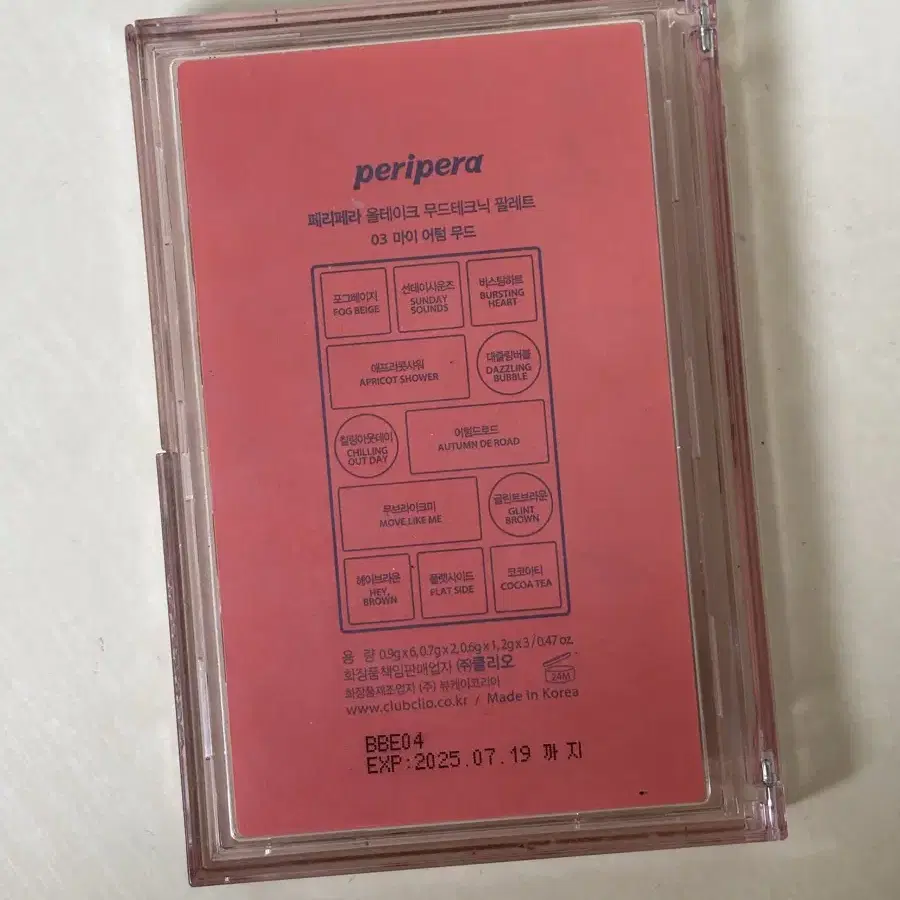 peripera
페리페라 올테이크 무드테크닉 팔레트
03 마이 어텀 무드
포그베이지
FOG BEIGE
선데이사운즈
SUNDAY
SOUNDS
버스팅하트
BURSTING
HEART
애프리콧샤워
APRICOT SHOWER
대즐링버블
DAZZLING
BUBBLE
칠링아웃데이
CHILLING
OUT DAY
어텀드로드
AUTUMN DE ROAD
무브라이크미
MOVE LIKE ME
글린트브라운
GLINT
BROWN
헤이브라운
HEY,
BROWN
플랫사이드
FLAT SIDE
코코아티
COCOA TEA
용 량 0.9g x 6, 0.7g x 2, 0.6g x 1, 2g x 3 / 0.47 oz.
화장품책임판매업자 (주)클리오
화장품제조업자 (주) 뷰케이코리아
24M
www.clubclio.co.kr / Made in Korea
BBE04
EXP:2025.07.19 까지